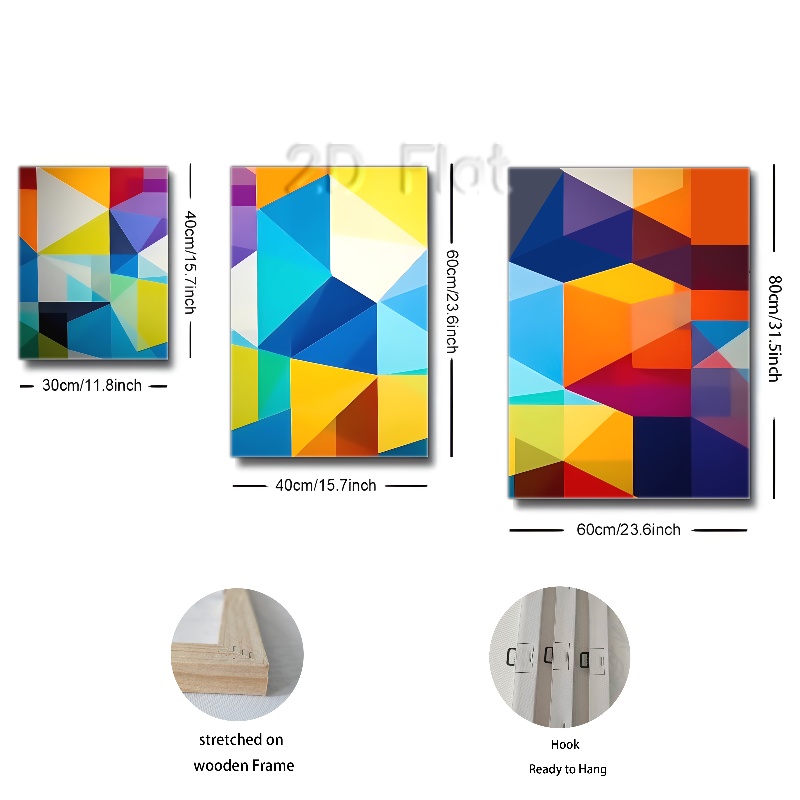 2D Flat
40cm/15.7inch
60cm/23.6inch
80cm/31.5inch
30cm/11.8inch
40cm/15.7inch
60cm/23.6inch
stretched on
wooden Frame
Hook
Ready to Hang